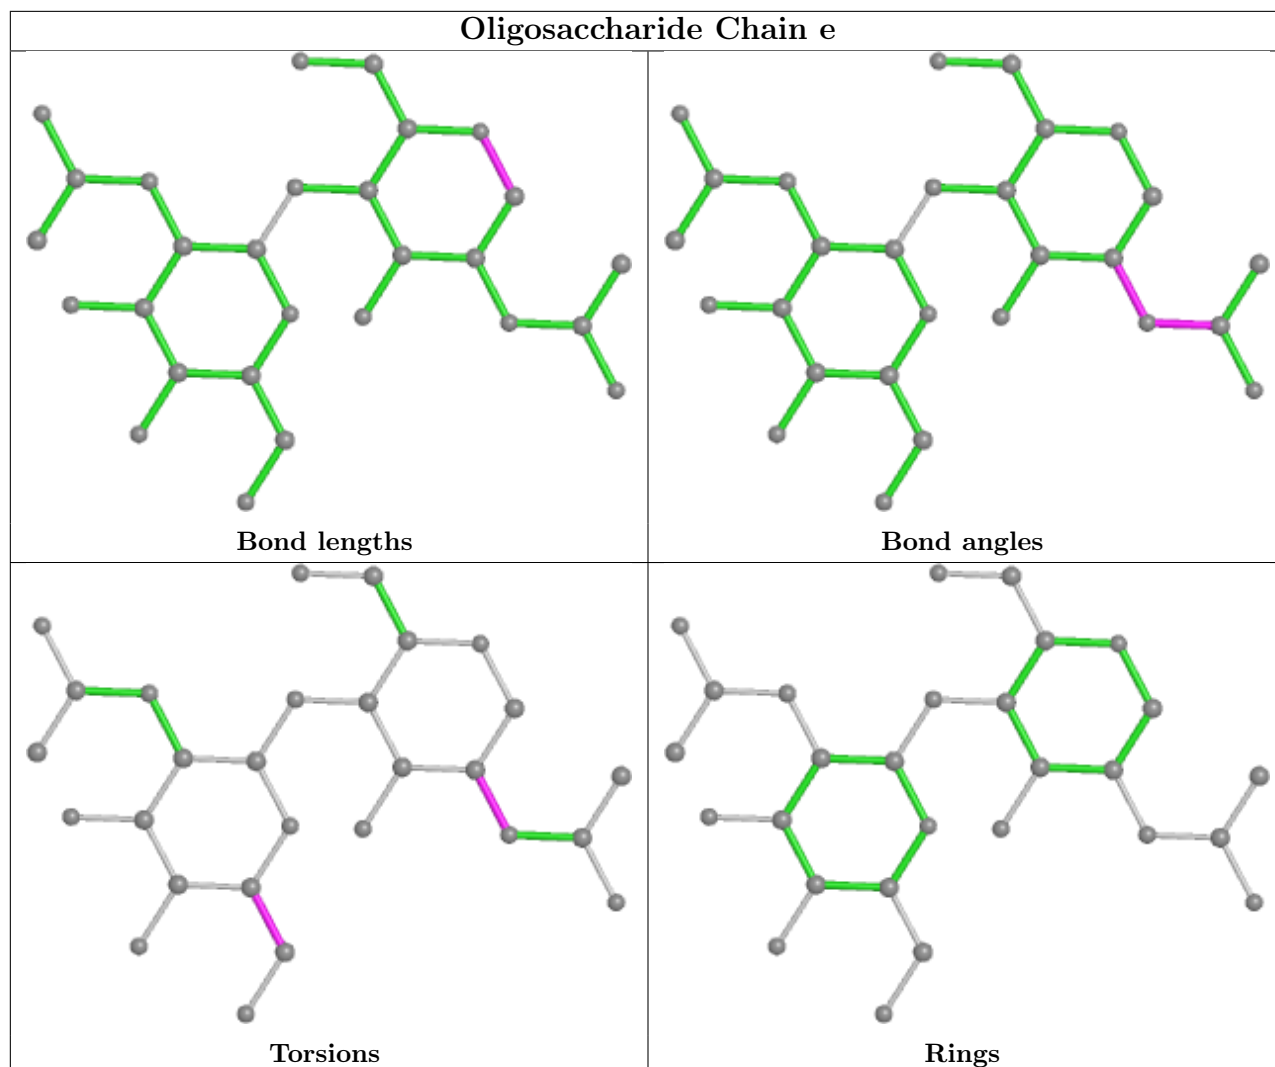 Oligosaccharide Chain e
Bond lengths
Bond angles
Torsions
Rings